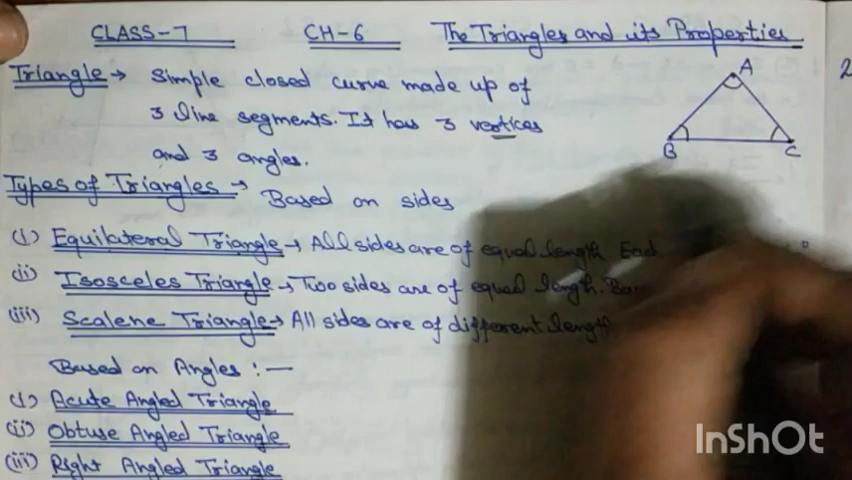 CLASS-7 CH-6 The Triangles and its Properties
Triangle → Simple closed curve made up of
3 line segments. It has 3 vertices
and 3 angles.
A
B C
2
Types of Triangles → Based on sides
(i) Equilateral Triangle → All sides are of equal length. Each
(ii) Isosceles Triangle → Two sides are of equal length.
(iii) Scalene Triangle → All sides are of different length
Based on Angles :—
(i) Acute Angled Triangle
(ii) Obtuse Angled Triangle
(iii) Right Angled Triangle
InShOt